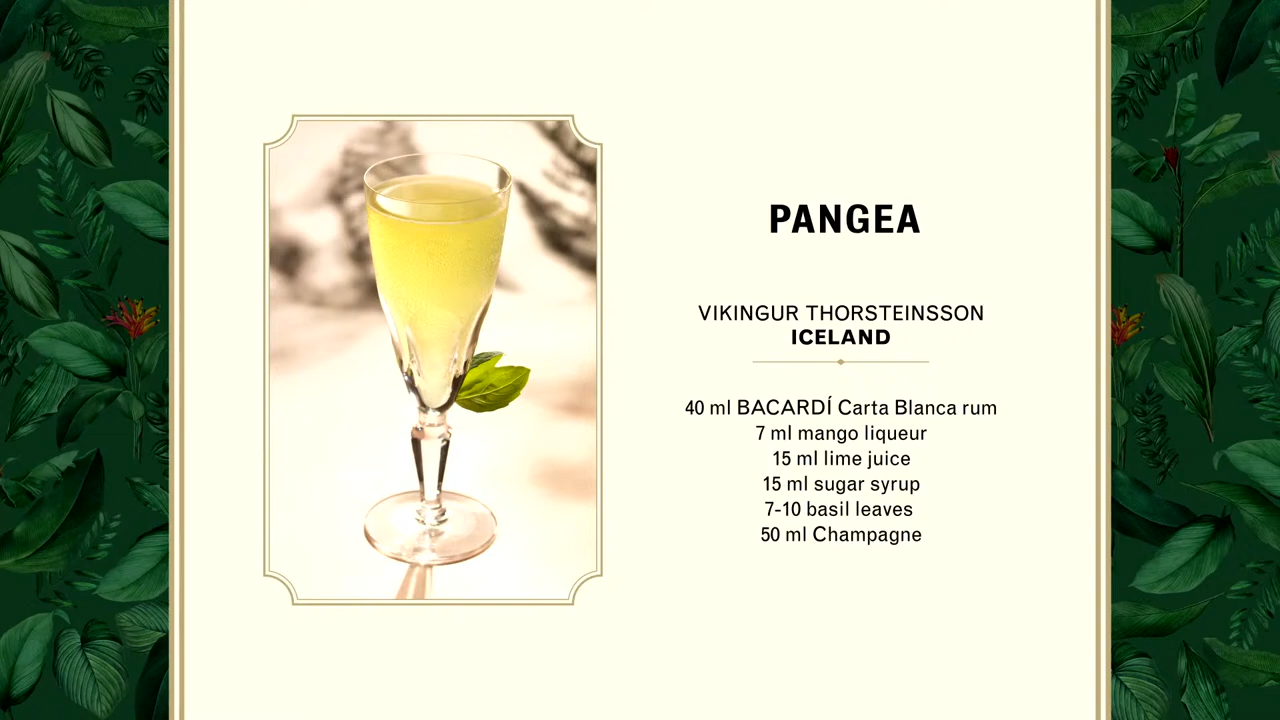 PANGEA
VIKINGUR THORSTEINSSON
ICELAND
40 ml BACARDÍ Carta Blanca rum
7 ml mango liqueur
15 ml lime juice
15 ml sugar syrup
7-10 basil leaves
50 ml Champagne